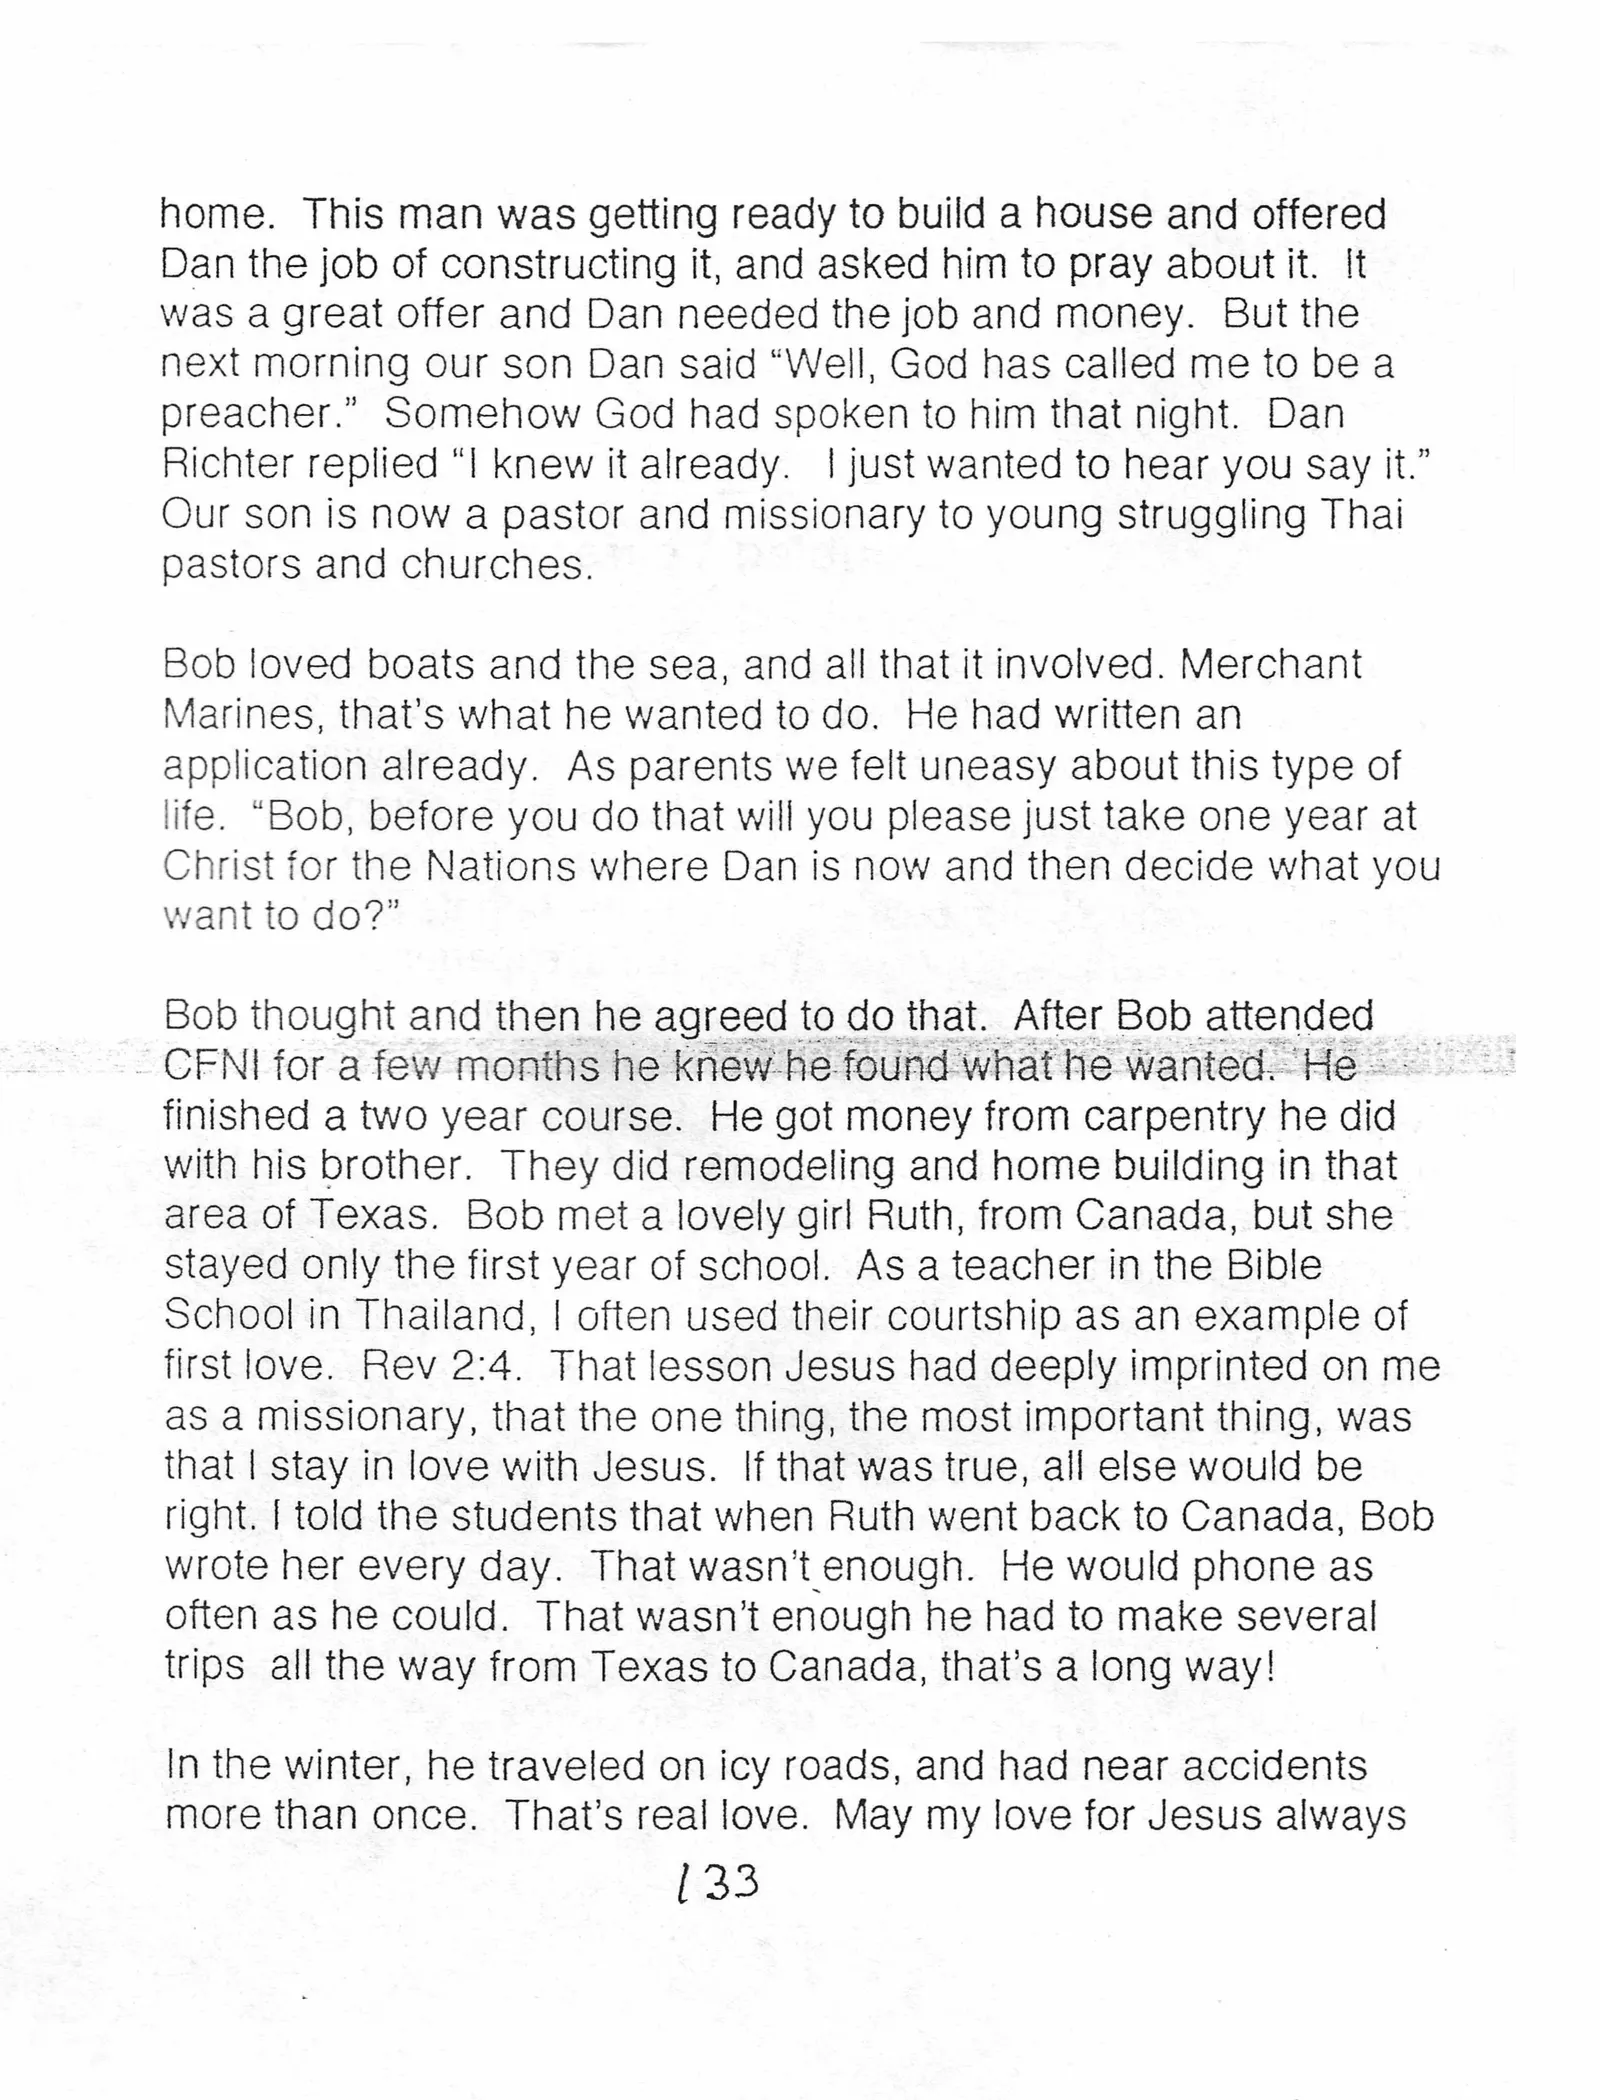 home.  This man was getting ready to build a house and offered
Dan the job of constructing it, and asked him to pray about it.  It
was a great offer and Dan needed the job and money.  But the
next morning our son Dan said “Well, God has called me to be a
preacher.”  Somehow God had spoken to him that night.  Dan
Richter replied “I knew it already.   I just wanted to hear you say it.”
Our son is now a pastor and missionary to young struggling Thai
pastors and churches.

Bob loved boats and the sea, and all that it involved. Merchant
Marines, that’s what he wanted to do.  He had written an
application already.  As parents we felt uneasy about this type of
life.  “Bob, before you do that will you please just take one year at
Christ for the Nations where Dan is now and then decide what you
want to do?”

Bob thought and then he agreed to do that.  After Bob attended
CFNI for a few months he knew he found what he wanted.  He
finished a two year course.  He got money from carpentry he did
with his brother.  They did remodeling and home building in that
area of Texas.  Bob met a lovely girl Ruth, from Canada, but she
stayed only the first year of school.  As a teacher in the Bible
School in Thailand, I often used their courtship as an example of
first love.  Rev 2:4.  That lesson Jesus had deeply imprinted on me
as a missionary, that the one thing, the most important thing, was
that I stay in love with Jesus.  If that was true, all else would be
right. I told the students that when Ruth went back to Canada, Bob
wrote her every day.  That wasn’t enough.  He would phone as
often as he could.  That wasn’t enough he had to make several
trips  all the way from Texas to Canada, that’s a long way!

In the winter, he traveled on icy roads, and had near accidents
more than once.  That’s real love.  May my love for Jesus always
133